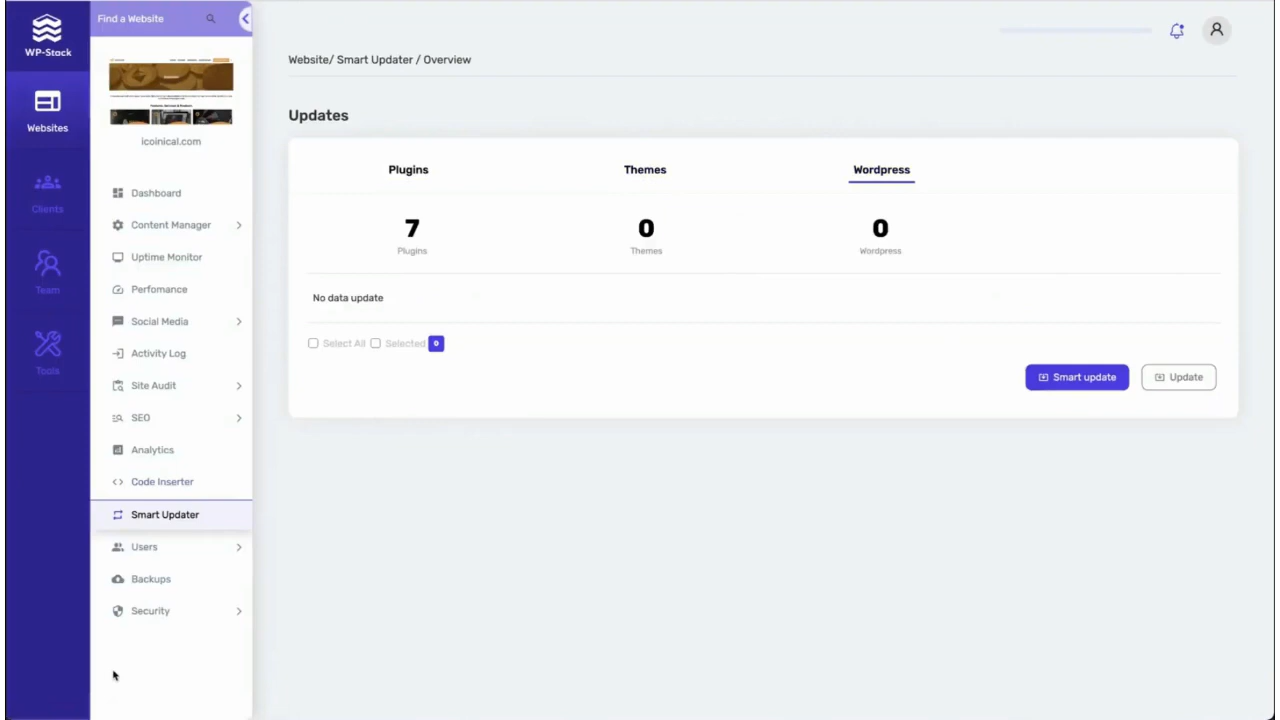 WP-Stack
Websites
Clients
Team
Tools
Find a Website
icoinical.com
Dashboard
Content Manager
Uptime Monitor
Perfomance
Social Media
Activity Log
Site Audit
SEO
Analytics
Code Inserter
Smart Updater
Users
Backups
Security
Website/ Smart Updater / Overview
Updates
Plugins Themes Wordpress
7 0 0
Plugins Themes Wordpress
No data update
Select All Selected 0
Smart update Update